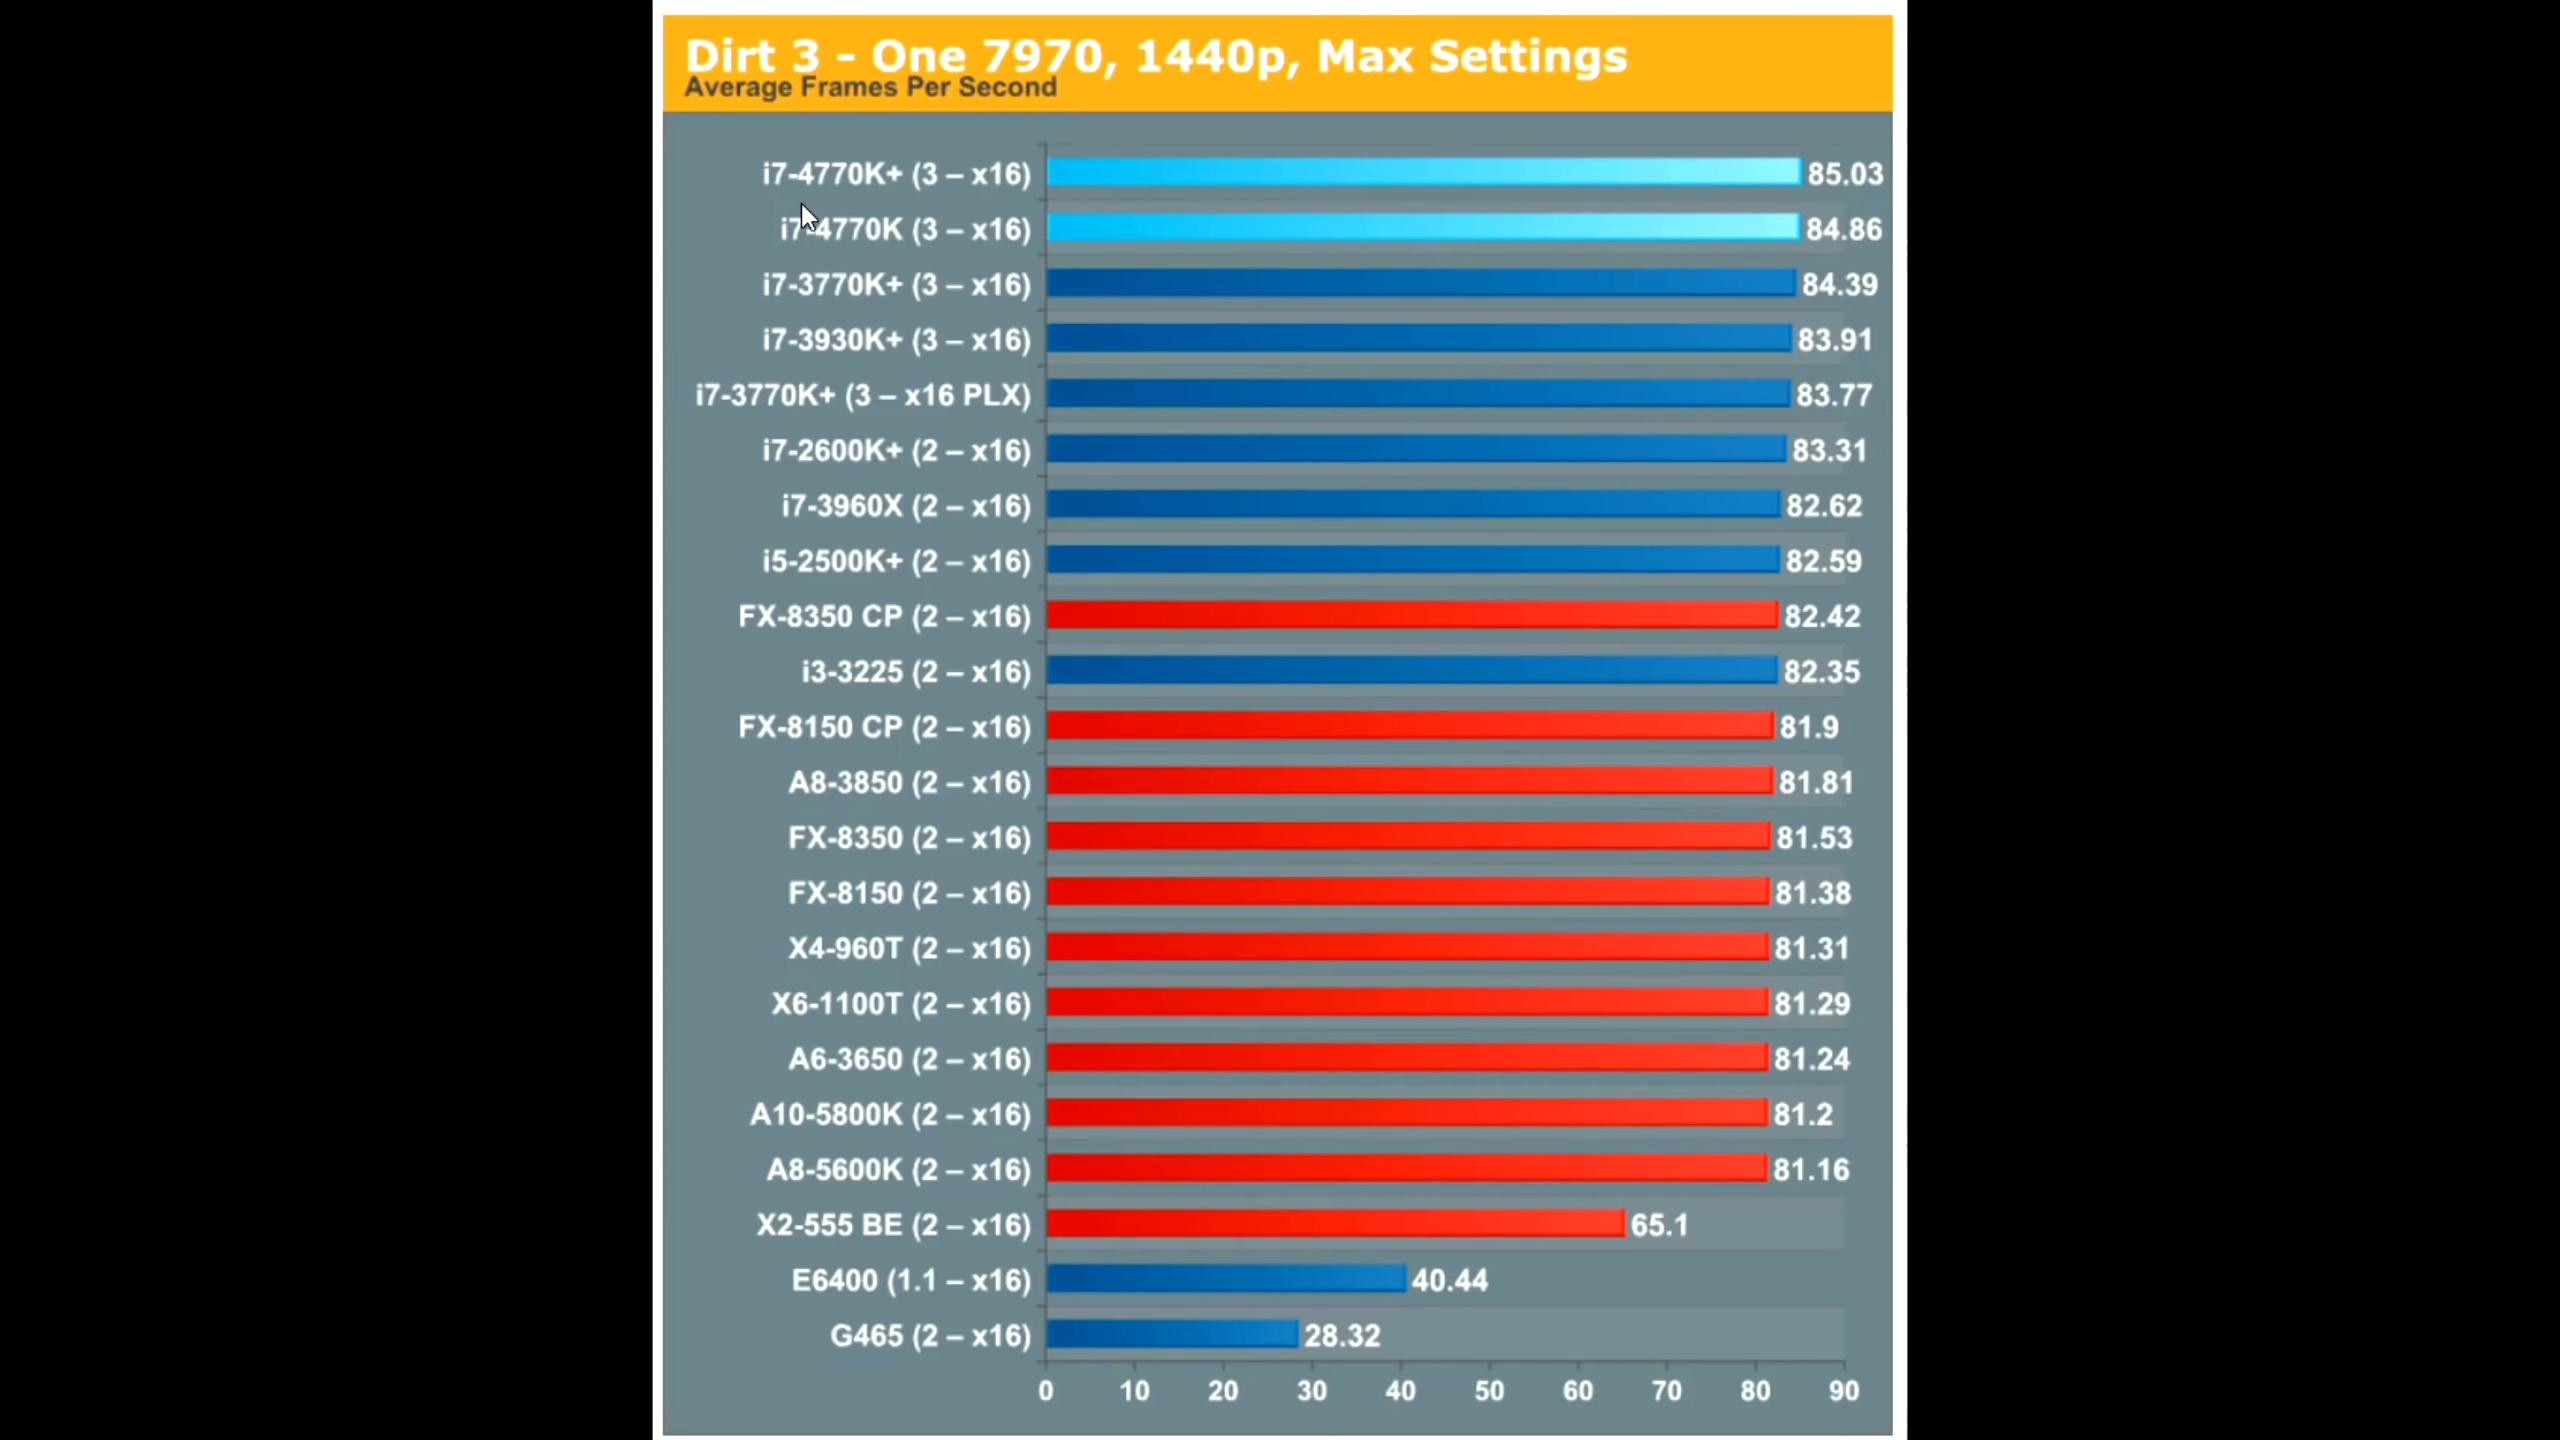 Dirt 3 - One 7970, 1440p, Max Settings
Average Frames Per Second
i7-4770K+ (3 – x16) 85.03
i7-4770K (3 – x16) 84.86
i7-3770K+ (3 – x16) 84.39
i7-3930K+ (3 – x16) 83.91
i7-3770K+ (3 – x16 PLX) 83.77
i7-2600K+ (2 – x16) 83.31
i7-3960X (2 – x16) 82.62
i5-2500K+ (2 – x16) 82.59
FX-8350 CP (2 – x16) 82.42
i3-3225 (2 – x16) 82.35
FX-8150 CP (2 – x16) 81.9
A8-3850 (2 – x16) 81.81
FX-8350 (2 – x16) 81.53
FX-8150 (2 – x16) 81.38
X4-960T (2 – x16) 81.31
X6-1100T (2 – x16) 81.29
A6-3650 (2 – x16) 81.24
A10-5800K (2 – x16) 81.2
A8-5600K (2 – x16) 81.16
X2-555 BE (2 – x16) 65.1
E6400 (1.1 – x16) 40.44
G465 (2 – x16) 28.32
0 10 20 30 40 50 60 70 80 90